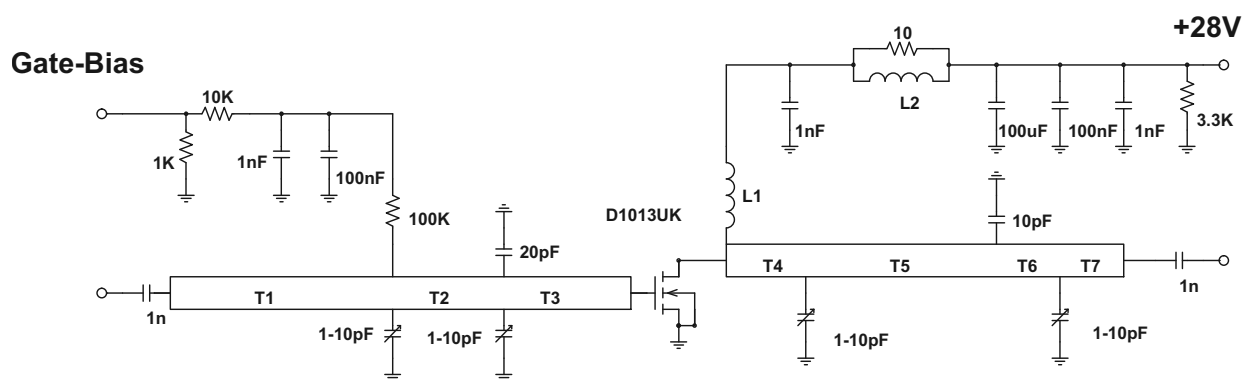 +28V
Gate-Bias
10
L2
10K
1K
1nF
100nF
1nF
100uF
100nF
1nF
3.3K
100K
L1
D1013UK
20pF
10pF
T1
T2
T3
T4
T5
T6
T7
1n
1n
1-10pF
1-10pF
1-10pF
1-10pF